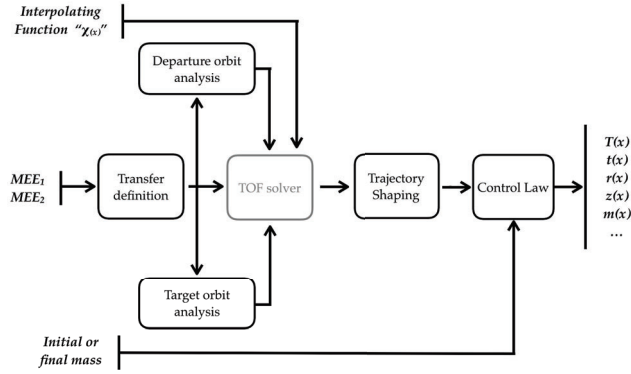 Interpolating
Function "χ(x)"
Departure orbit
analysis
MEE1
MEE2
Transfer
definition
TOF solver
Trajectory
Shaping
Control Law
T(x)
t(x)
r(x)
z(x)
m(x)
...
Target orbit
analysis
Initial or
final mass